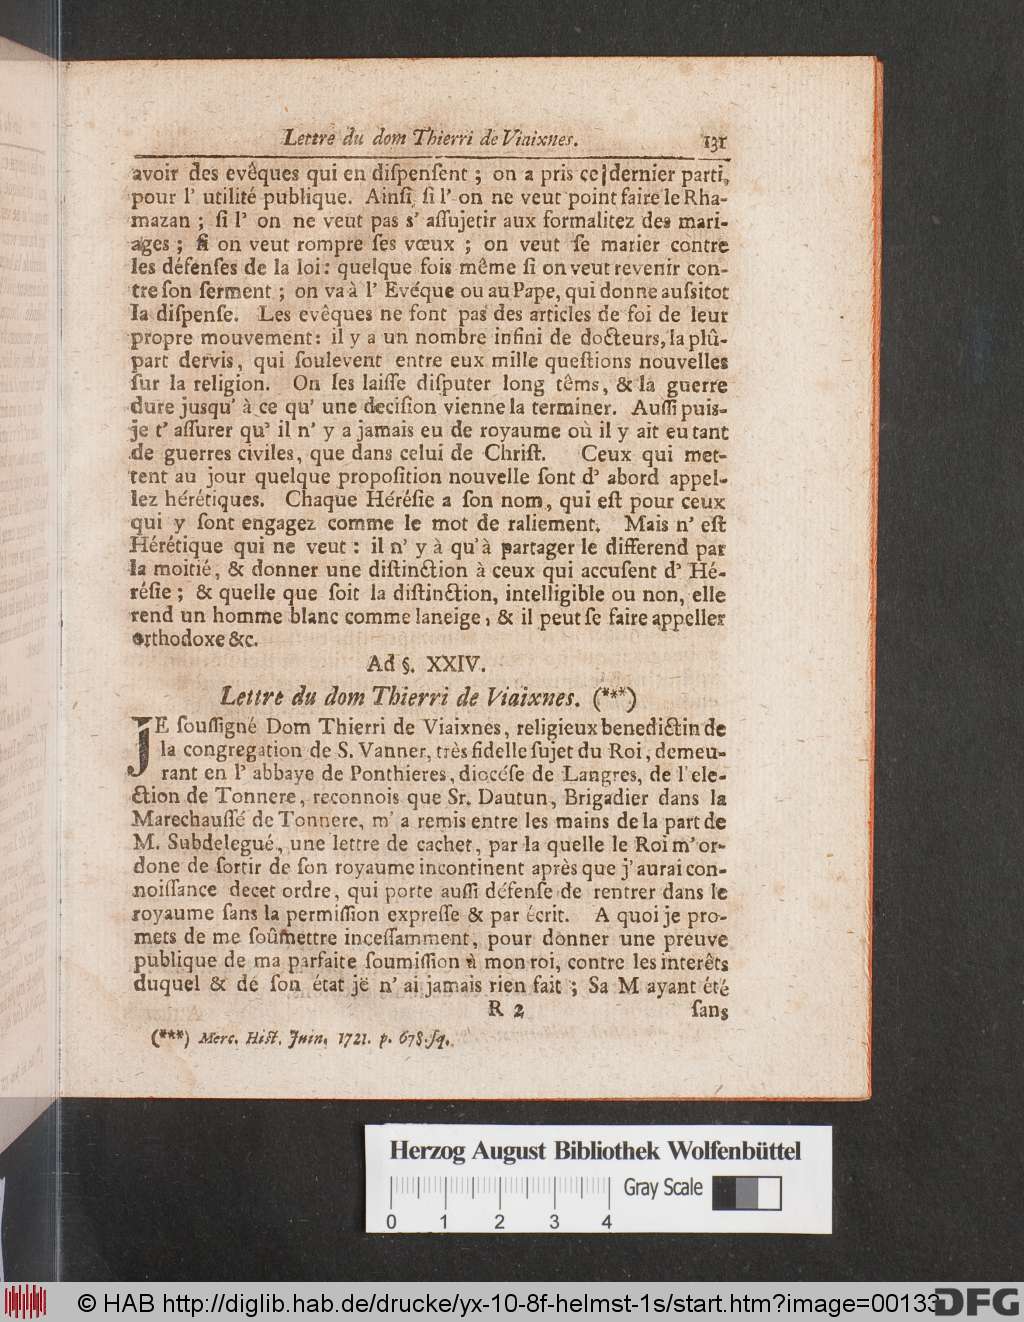 Lettre du dom Thierri de Viaixnes. 131
avoir des evêques qui en diſpenſent ; on a pris ce dernier parti,
pour l' utilité publique. Ainſi, ſi l' on ne veut point faire le Rha-
mazan ; ſi l' on ne veut pas s' aſſujetir aux formalitez des mari-
ages ; ſi on veut rompre ſes vœux ; on veut ſe marier contre
les défenſes de la loi: quelque fois même ſi on veut revenir con-
tre ſon ſerment ; on va à l' Evéque ou au Pape, qui donne auſsitot
la diſpenſe. Les evêques ne font pas des articles de foi de leur
propre mouvement: il y a un nombre infini de docteurs, la plû-
part dervis, qui ſoulevent entre eux mille queſtions nouvelles
ſur la religion. On les laiſſe diſputer long têms, & la guerre
dure jusqu' à ce qu' une deciſion vienne la terminer. Auſſi puis-
je t' aſſurer qu' il n' y a jamais eu de royaume où il y ait eu tant
de guerres civiles, que dans celui de Chriſt. Ceux qui met-
tent au jour quelque propoſition nouvelle ſont d' abord appel-
lez hérétiques. Chaque Héréſie a ſon nom, qui eſt pour ceux
qui y ſont engagez comme le mot de raliement. Mais n' eſt
Hérétique qui ne veut : il n' y à qu'à partager le differend par
la moitié, & donner une diſtinction à ceux qui accuſent d' Hé-
réſie ; & quelle que ſoit la diſtinction, intelligible ou non, elle
rend un homme blanc comme la neige, & il peut ſe faire appeller
orthodoxe &c.
Ad §. XXIV.
Lettre du dom Thierri de Viaixnes. (***)
JE ſouſſigné Dom Thierri de Viaixnes, religieux benedictin de
la congregation de S. Vanner, très fidelle ſujet du Roi, demeu-
rant en l' abbaye de Ponthieres, diocéſe de Langres, de l'ele-
ction de Tonnere, reconnois que Sr. Dautun, Brigadier dans la
Marechauſſé de Tonnere, m' a remis entre les mains de la part de
M. Subdelegué, une lettre de cachet, par la quelle le Roi m' or-
done de ſortir de ſon royaume incontinent après que j' aurai con-
noiſſance de cet ordre, qui porte auſſi défenſe de rentrer dans le
royaume ſans la permiſſion expreſſe & par écrit. A quoi je pro-
mets de me ſoûmettre inceſſamment, pour donner une preuve
publique de ma parfaite ſoumiſſion à mon roi, contre les interêts
duquel & dé ſon état je n' ai jamais rien fait ; Sa M ayant été
R 2 ſans
(***) Merc. Hiſt. Juin. 1721. p. 678. ſq.
Herzog August Bibliothek Wolfenbüttel
Gray Scale
0 1 2 3 4
© HAB http://diglib.hab.de/drucke/yx-10-8f-helmst-1s/start.htm?image=00133
DFG